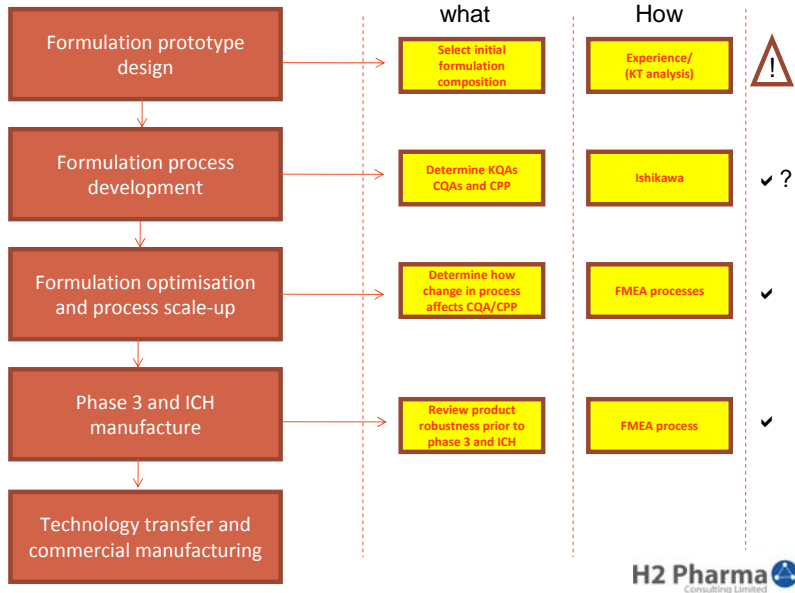 what
How
Formulation prototype
design
Select initial
formulation
composition
Experience/
(KT analysis)
!
Formulation process
development
Determine KQAs
CQAs and CPP
Ishikawa
✔ ?
Formulation optimisation
and process scale-up
Determine how
change in process
affects CQA/CPP
FMEA processes
✔
Phase 3 and ICH
manufacture
Review product
robustness prior to
phase 3 and ICH
FMEA process
✔
Technology transfer and
commercial manufacturing
H2 Pharma
Consulting Limited